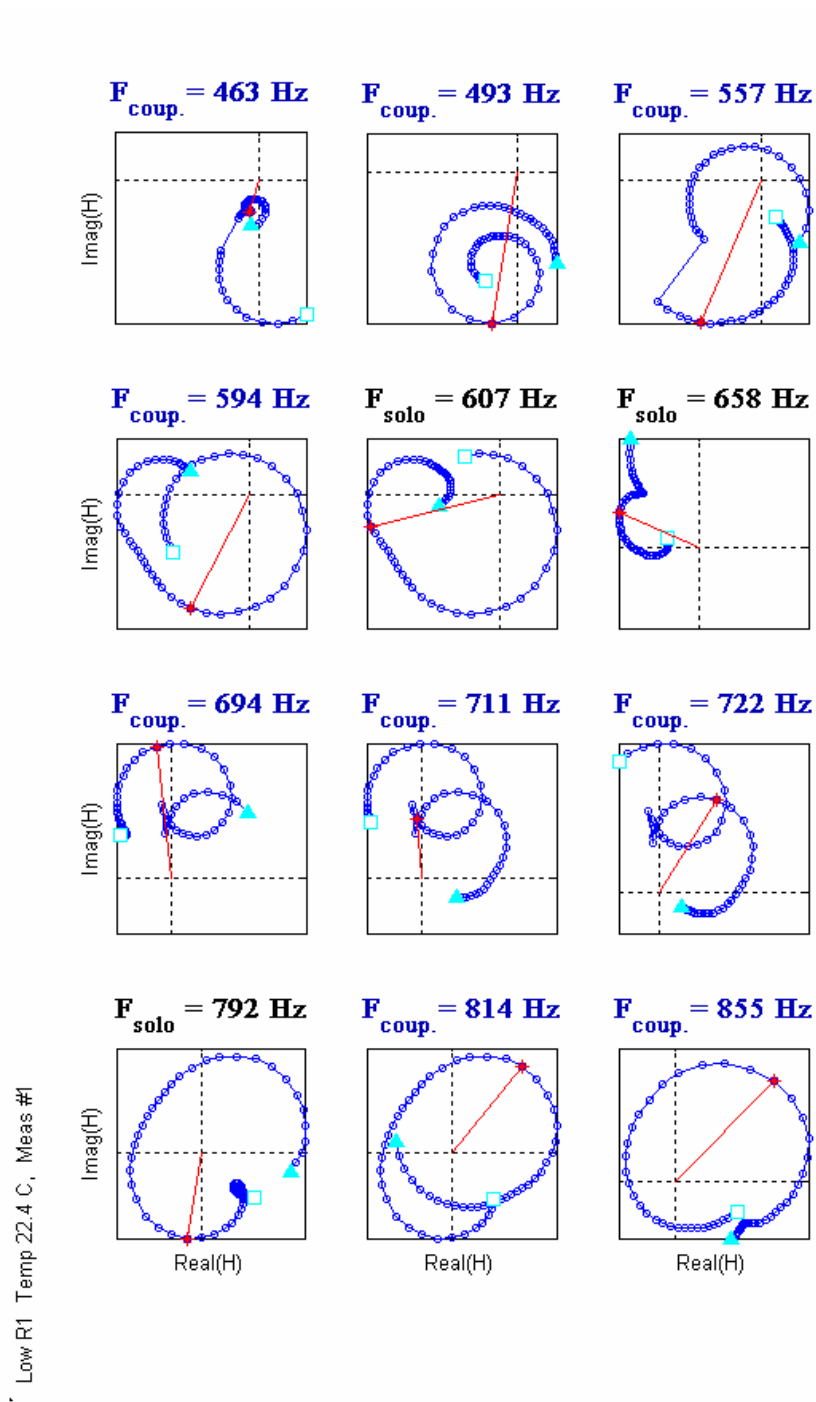 F coup. = 463 Hz
F coup. = 493 Hz
F coup. = 557 Hz
Imag(H)
F coup. = 594 Hz
F solo = 607 Hz
F solo = 658 Hz
Imag(H)
F coup. = 694 Hz
F coup. = 711 Hz
F coup. = 722 Hz
Imag(H)
F solo = 792 Hz
F coup. = 814 Hz
F coup. = 855 Hz
Imag(H)
Real(H)
Real(H)
Real(H)
Low R1 Temp 22.4 C, Meas #1